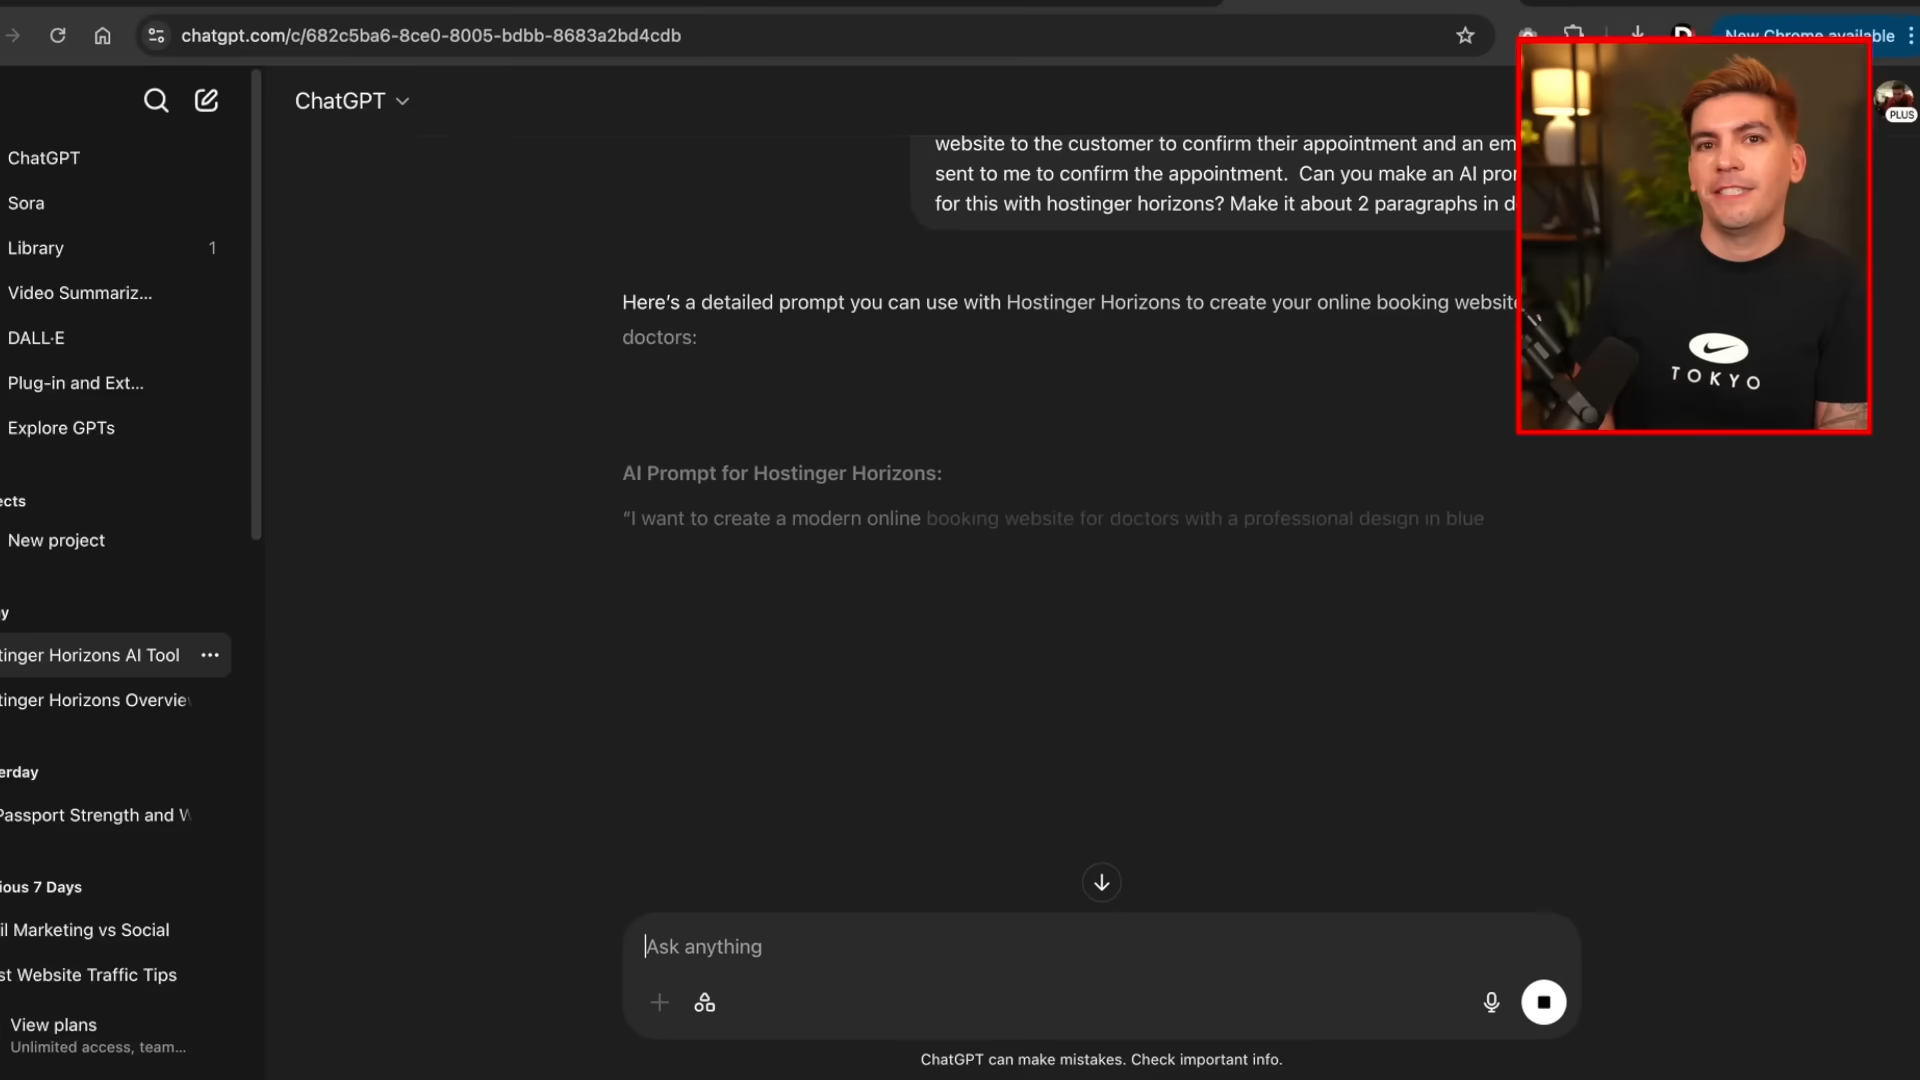 chatgpt.com/c/682c5ba6-8ce0-8005-bdbb-8683a2bd4cdb
New Chrome available
ChatGPT
PLUS
ChatGPT
Sora
Library 1
Video Summariz...
DALL·E
Plug-in and Ext...
Explore GPTs
ects
New project
y
tinger Horizons AI Tool
tinger Horizons Overvie
erday
Passport Strength and W
ious 7 Days
il Marketing vs Social
st Website Traffic Tips
View plans
Unlimited access, team...
website to the customer to confirm their appointment and an em
sent to me to confirm the appointment. Can you make an AI pro
for this with hostinger horizons? Make it about 2 paragraphs in d
Here's a detailed prompt you can use with Hostinger Horizons to create your online booking website
doctors:
AI Prompt for Hostinger Horizons:
“I want to create a modern online booking website for doctors with a professional design in blue
TOKYO
Ask anything
ChatGPT can make mistakes. Check important info.